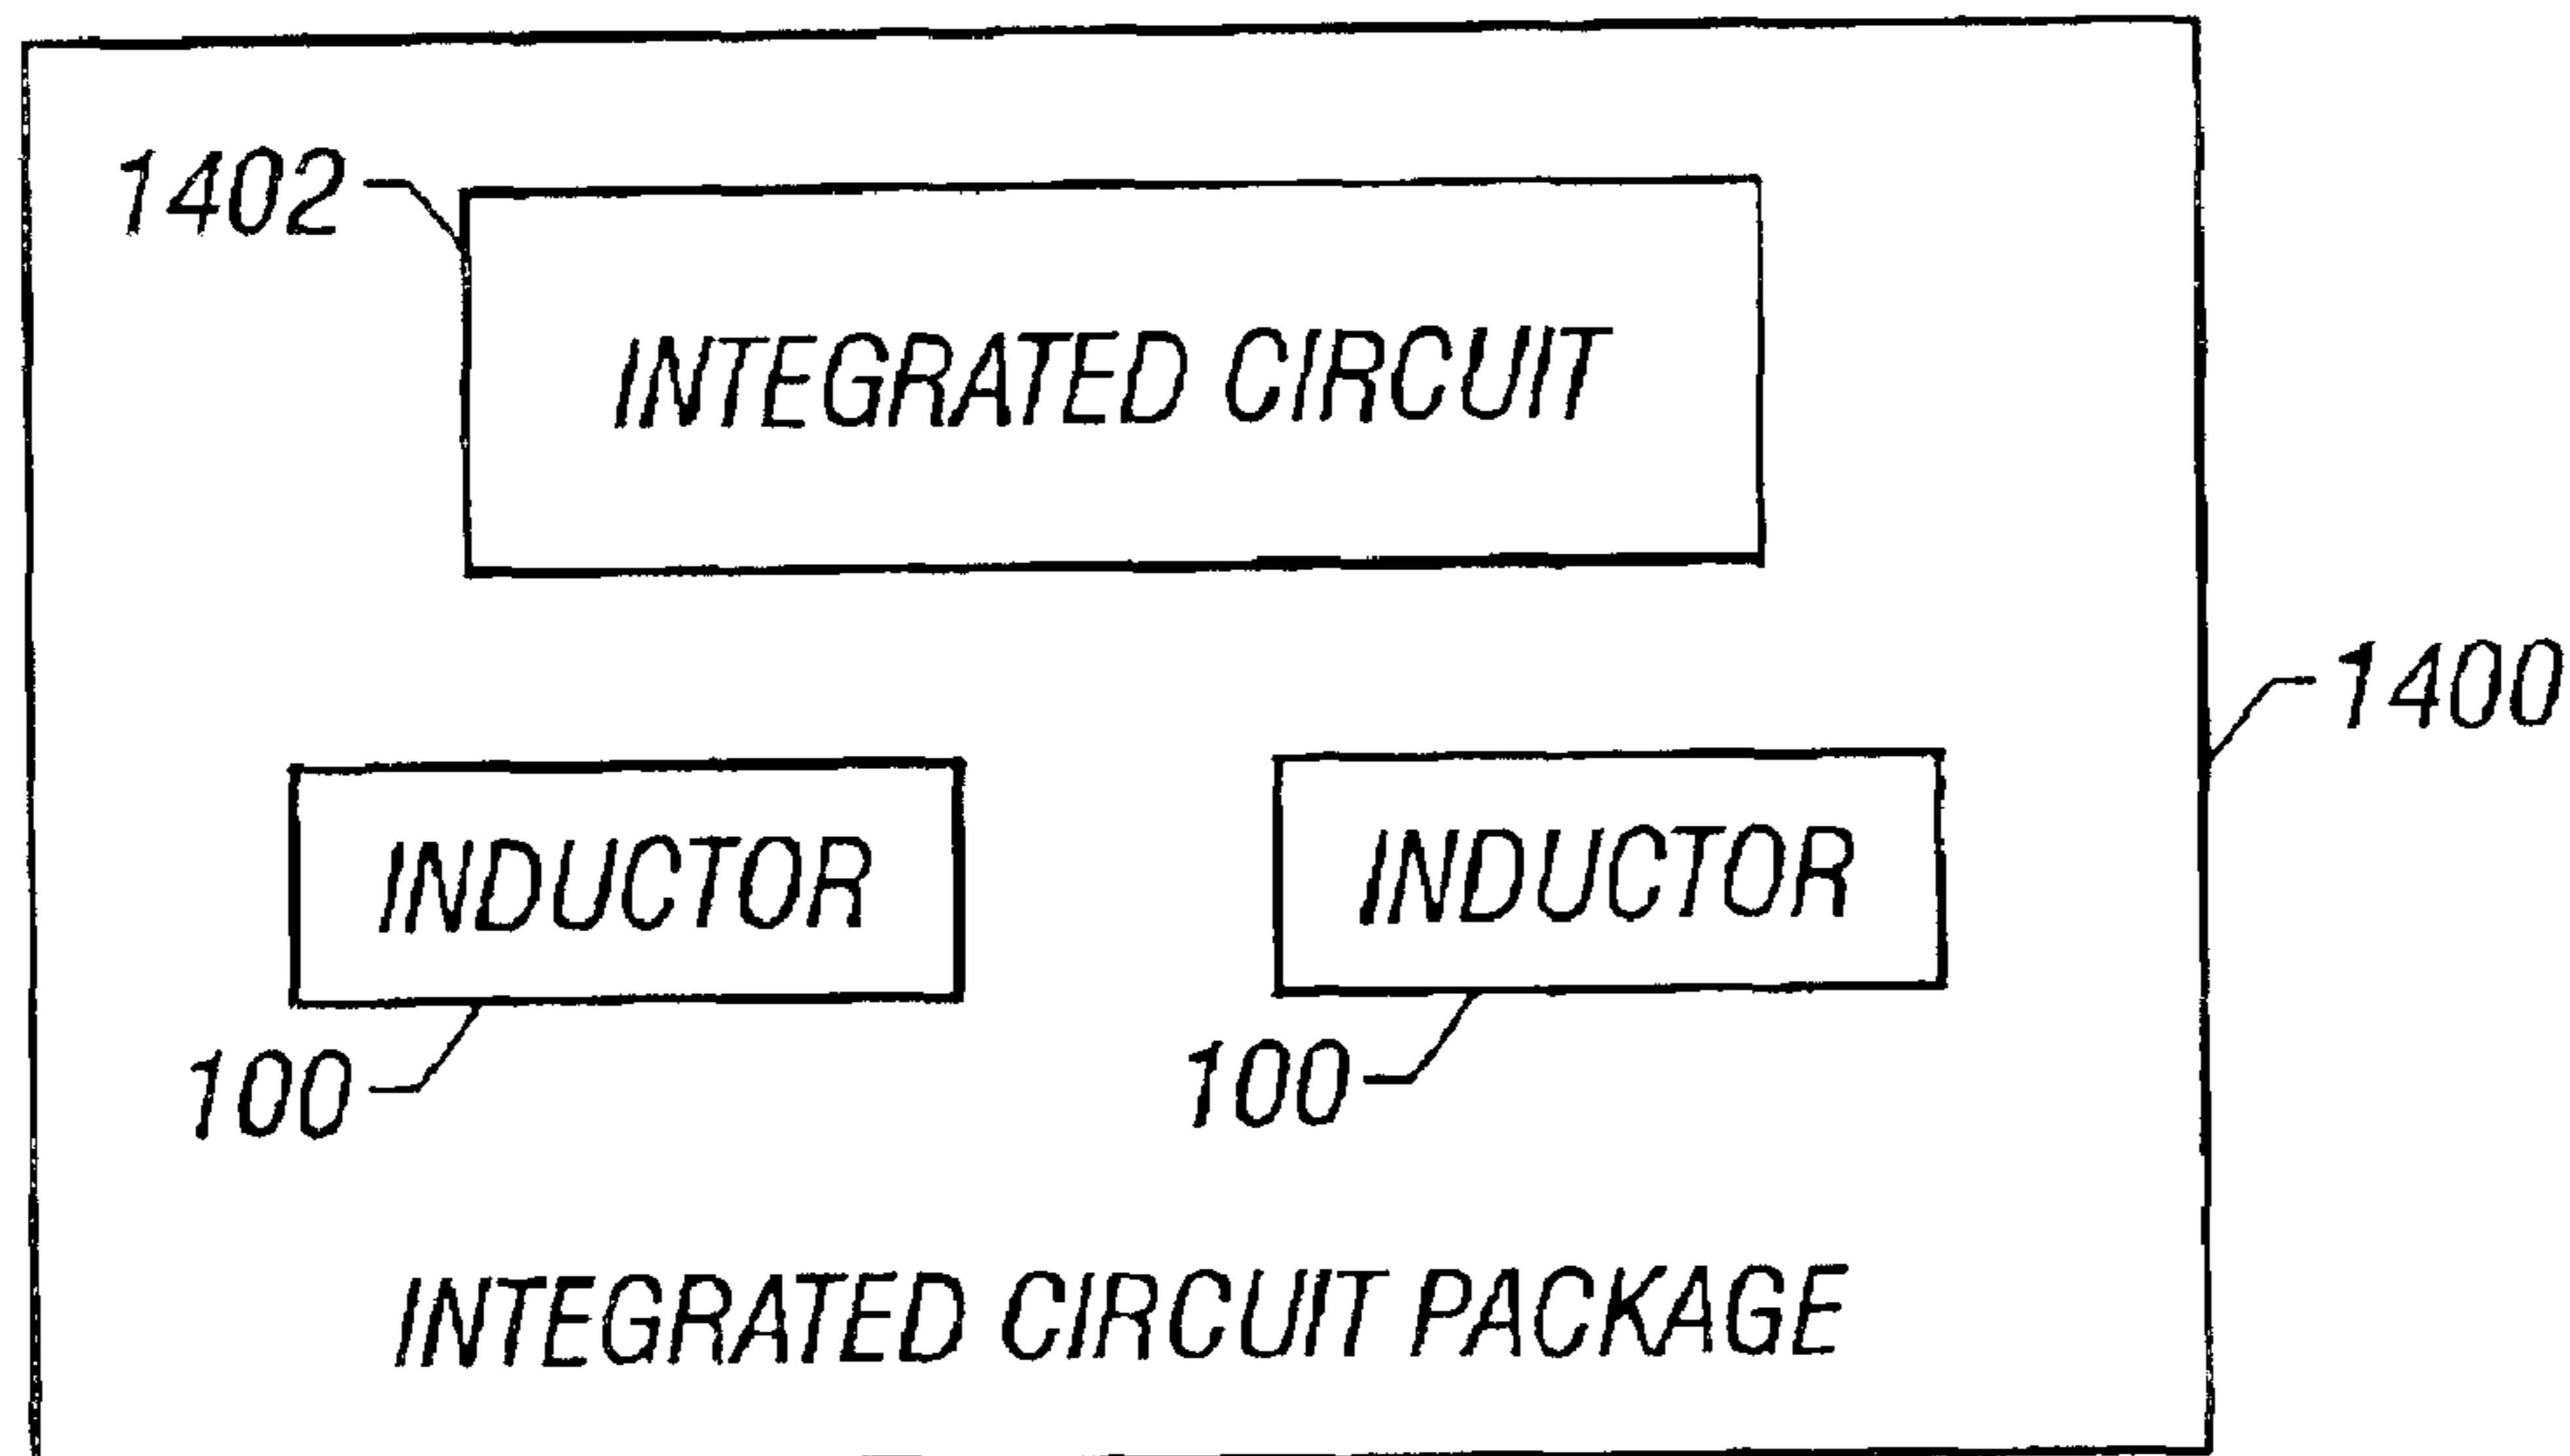 1402
INTEGRATED CIRCUIT
1400
INDUCTOR
INDUCTOR
100
100
INTEGRATED CIRCUIT PACKAGE